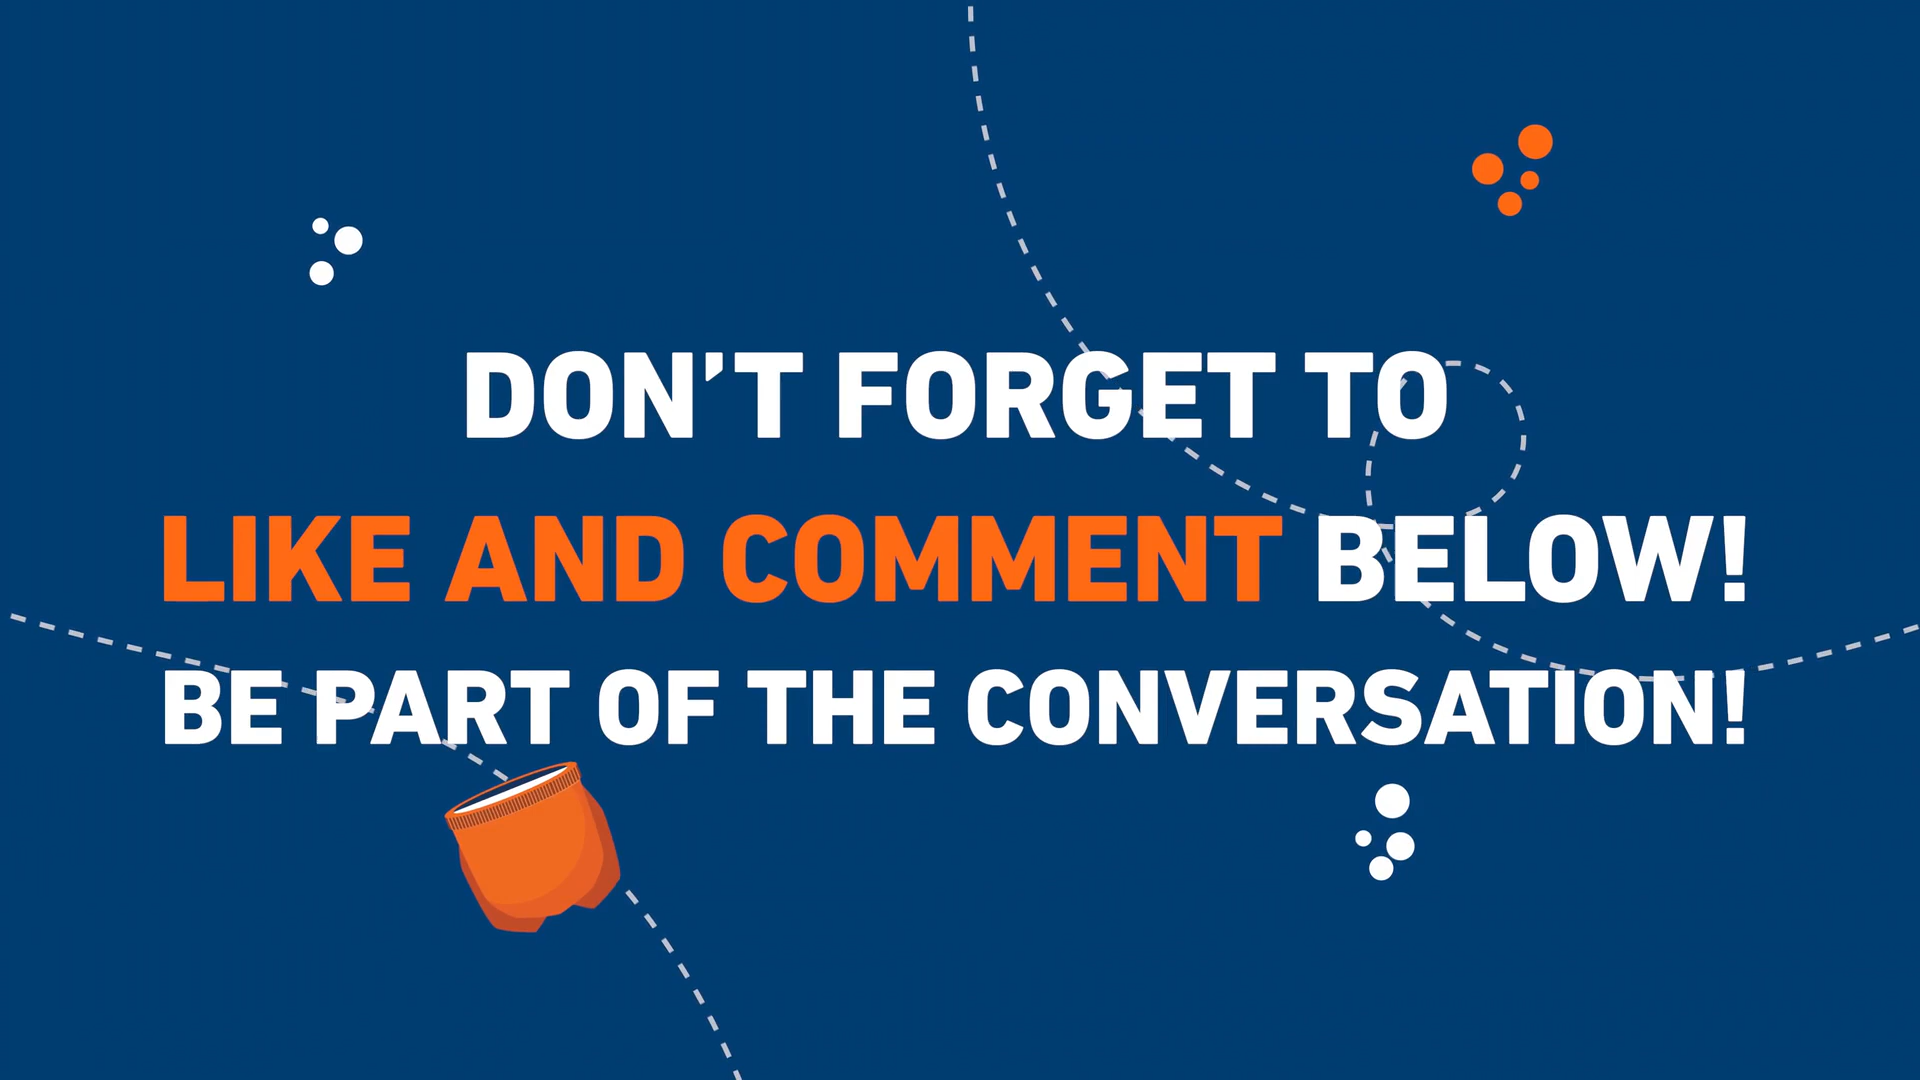 DON'T FORGET TO
LIKE AND COMMENT BELOW!
BE PART OF THE CONVERSATION!